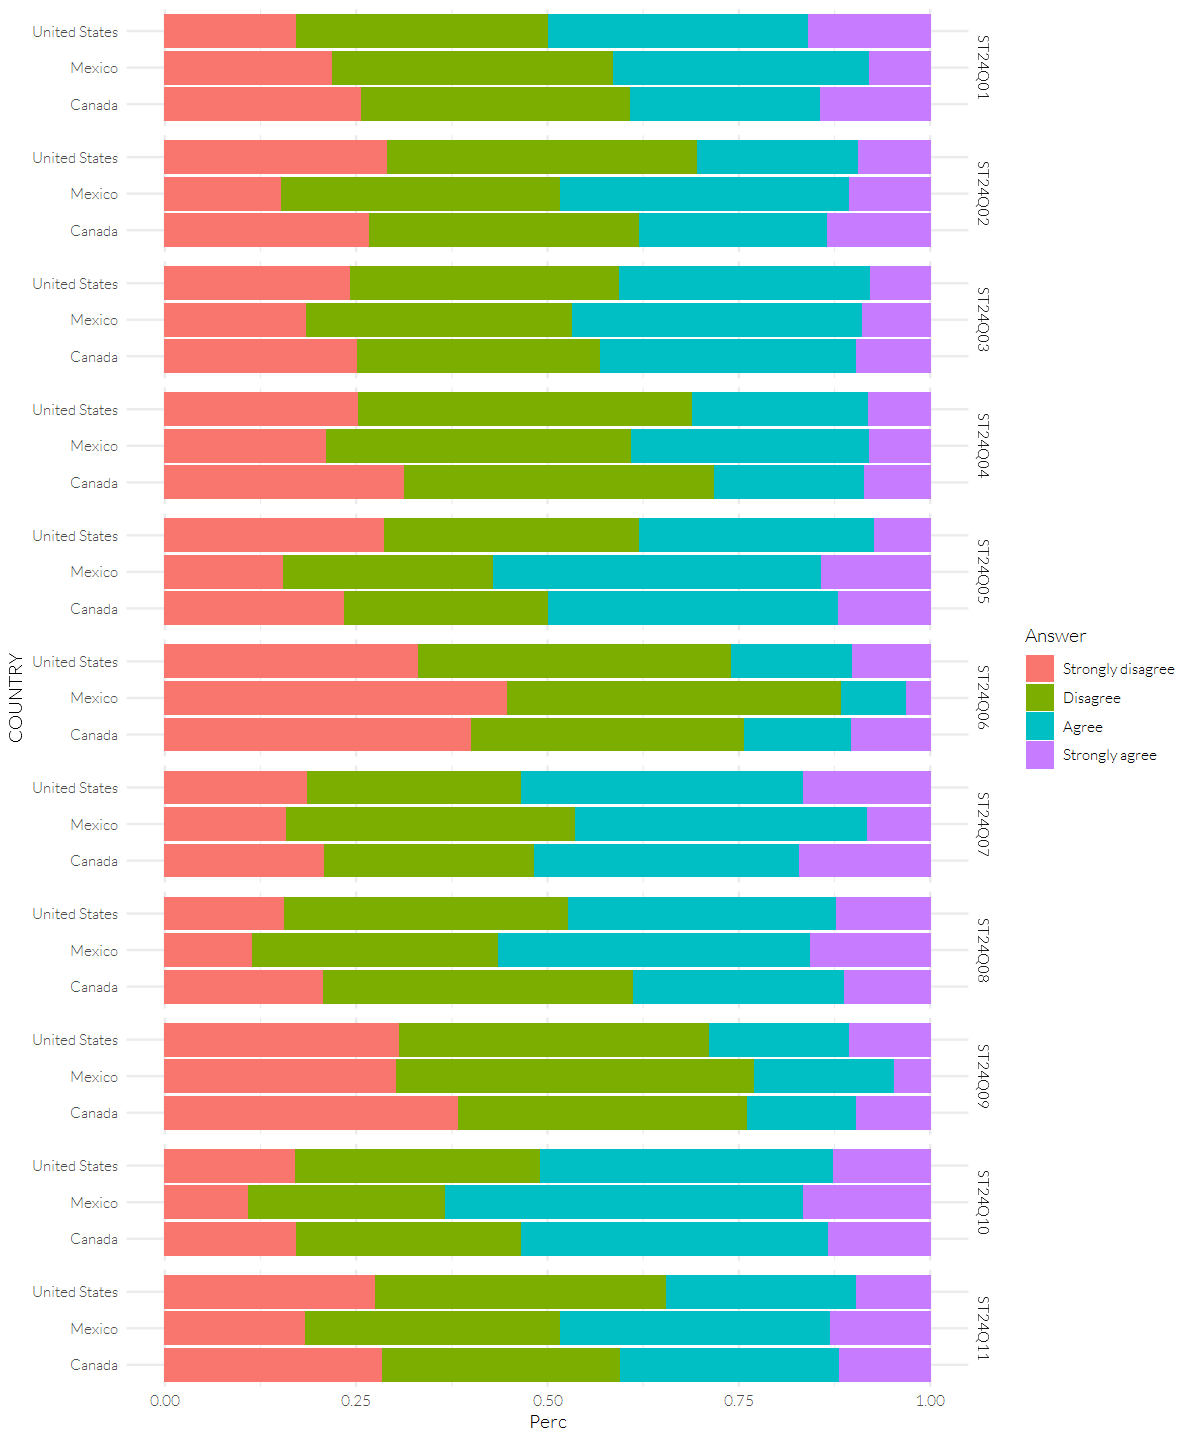 United States
Mexico
Canada
ST24Q01
United States
Mexico
Canada
ST24Q02
United States
Mexico
Canada
ST24Q03
United States
Mexico
Canada
ST24Q04
United States
Mexico
Canada
ST24Q05
United States
Mexico
Canada
ST24Q06
United States
Mexico
Canada
ST24Q07
United States
Mexico
Canada
ST24Q08
United States
Mexico
Canada
ST24Q09
United States
Mexico
Canada
ST24Q10
United States
Mexico
Canada
ST24Q11
COUNTRY
0.00 0.25 0.50 0.75 1.00
Perc
Answer
Strongly disagree
Disagree
Agree
Strongly agree